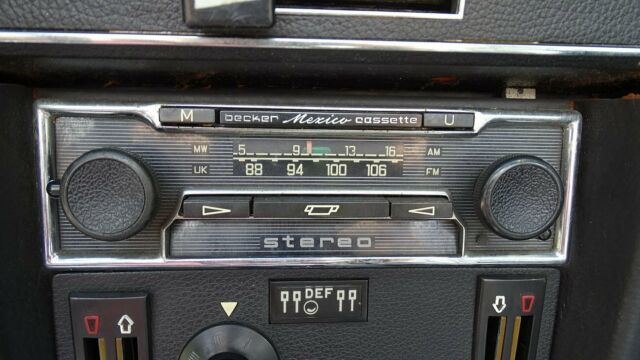 M becker Mexico cassette U
MW 5 9 13 16 AM
UK 88 94 100 106 FM
stereo
DEF